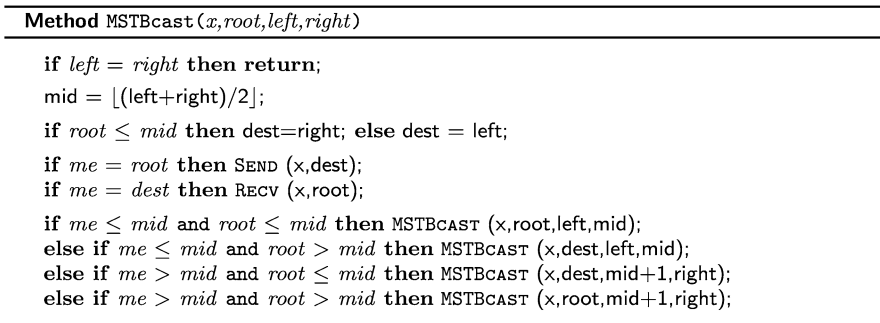 Method MSTBcast(x,root,left,right)
if left = right then return;
mid = ⌊(left+right)/2⌋;
if root ≤ mid then dest=right; else dest = left;
if me = root then SEND (x,dest);
if me = dest then RECV (x,root);
if me ≤ mid and root ≤ mid then MSTBCAST (x,root,left,mid);
else if me ≤ mid and root > mid then MSTBCAST (x,dest,left,mid);
else if me > mid and root ≤ mid then MSTBCAST (x,dest,mid+1,right);
else if me > mid and root > mid then MSTBCAST (x,root,mid+1,right);